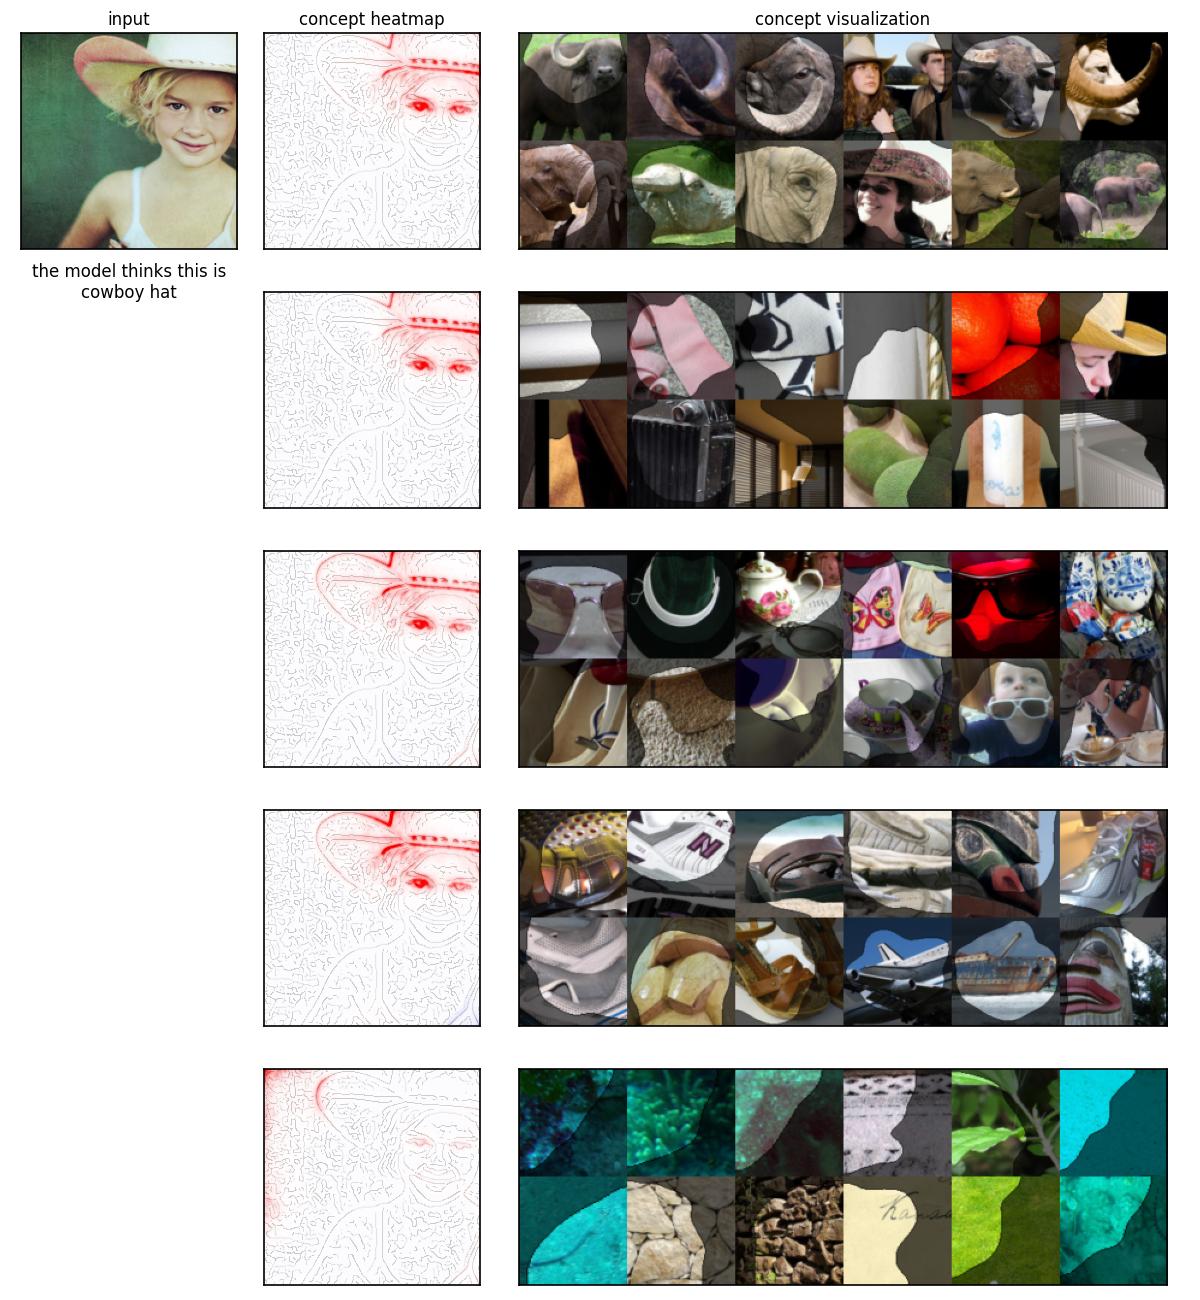 input
concept heatmap
concept visualization
the model thinks this is
cowboy hat
N